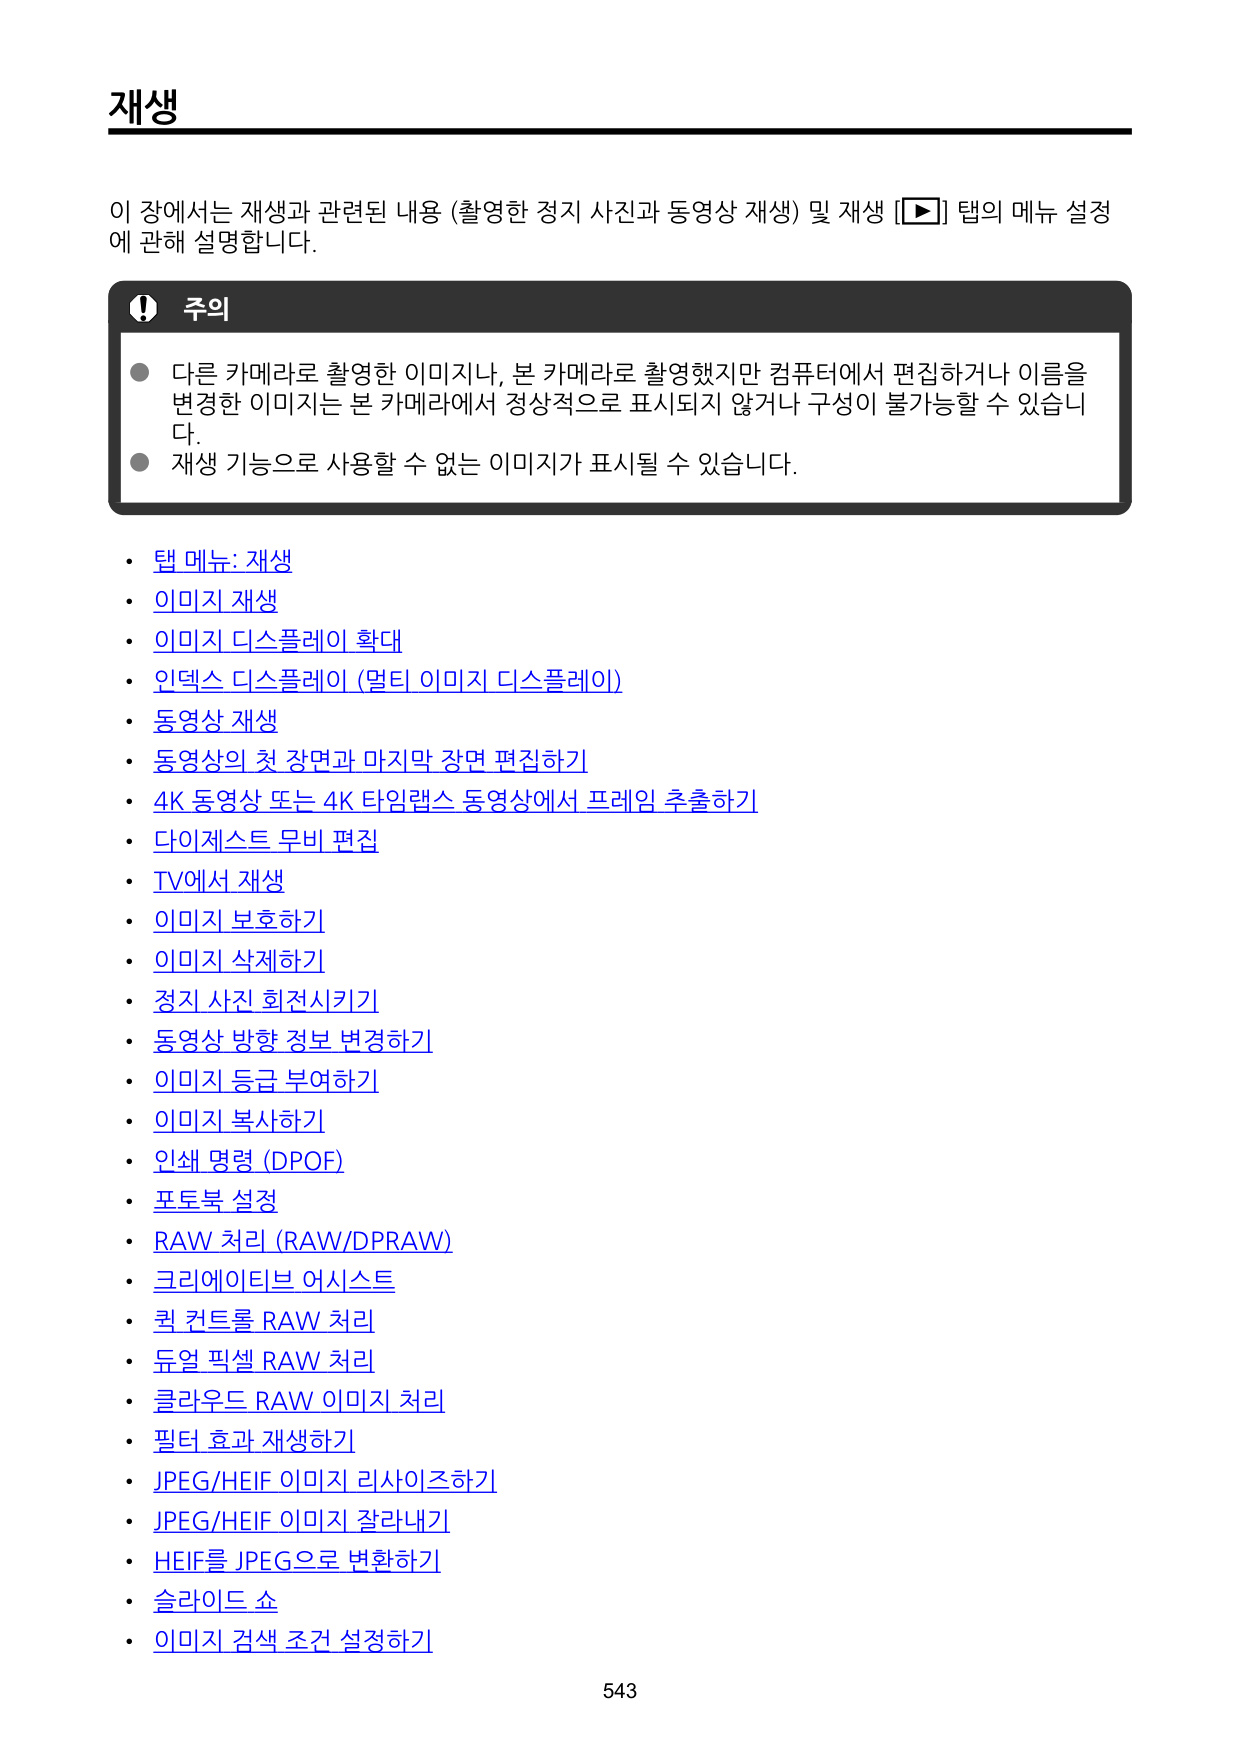 재생
이 장에서는 재생과 관련된 내용 (촬영한 정지 사진과 동영상 재생) 및 재생 [▶] 탭의 메뉴 설정
에 관해 설명합니다.
주의
● 다른 카메라로 촬영한 이미지나, 본 카메라로 촬영했지만 컴퓨터에서 편집하거나 이름을
변경한 이미지는 본 카메라에서 정상적으로 표시되지 않거나 구성이 불가능할 수 있습니
다.
● 재생 기능으로 사용할 수 없는 이미지가 표시될 수 있습니다.
• 탭 메뉴: 재생
• 이미지 재생
• 이미지 디스플레이 확대
• 인덱스 디스플레이 (멀티 이미지 디스플레이)
• 동영상 재생
• 동영상의 첫 장면과 마지막 장면 편집하기
• 4K 동영상 또는 4K 타임랩스 동영상에서 프레임 추출하기
• 다이제스트 무비 편집
• TV에서 재생
• 이미지 보호하기
• 이미지 삭제하기
• 정지 사진 회전시키기
• 동영상 방향 정보 변경하기
• 이미지 등급 부여하기
• 이미지 복사하기
• 인쇄 명령 (DPOF)
• 포토북 설정
• RAW 처리 (RAW/DPRAW)
• 크리에이티브 어시스트
• 퀵 컨트롤 RAW 처리
• 듀얼 픽셀 RAW 처리
• 클라우드 RAW 이미지 처리
• 필터 효과 재생하기
• JPEG/HEIF 이미지 리사이즈하기
• JPEG/HEIF 이미지 잘라내기
• HEIF를 JPEG으로 변환하기
• 슬라이드 쇼
• 이미지 검색 조건 설정하기
543